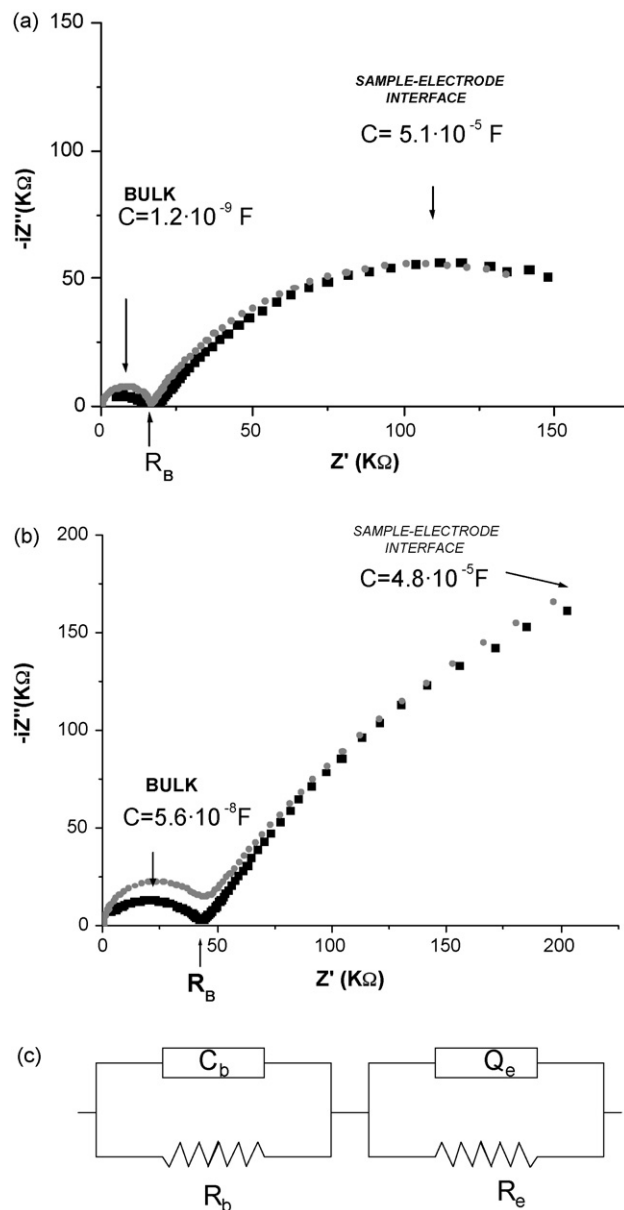 (a)
150
SAMPLE-ELECTRODE
INTERFACE
C= 5.1·10⁻⁵ F
100
-iZ"(KΩ)
BULK
C=1.2·10⁻⁹ F
50
0
0 50 100 150
R_B
Z' (KΩ)
(b)
200
SAMPLE-ELECTRODE
INTERFACE
C=4.8·10⁻⁵F
150
-iZ"(KΩ)
100
BULK
C=5.6·10⁻⁸F
50
0
0 50 100 150 200
R_B
Z' (KΩ)
(c)
C_b Q_e
R_b R_e